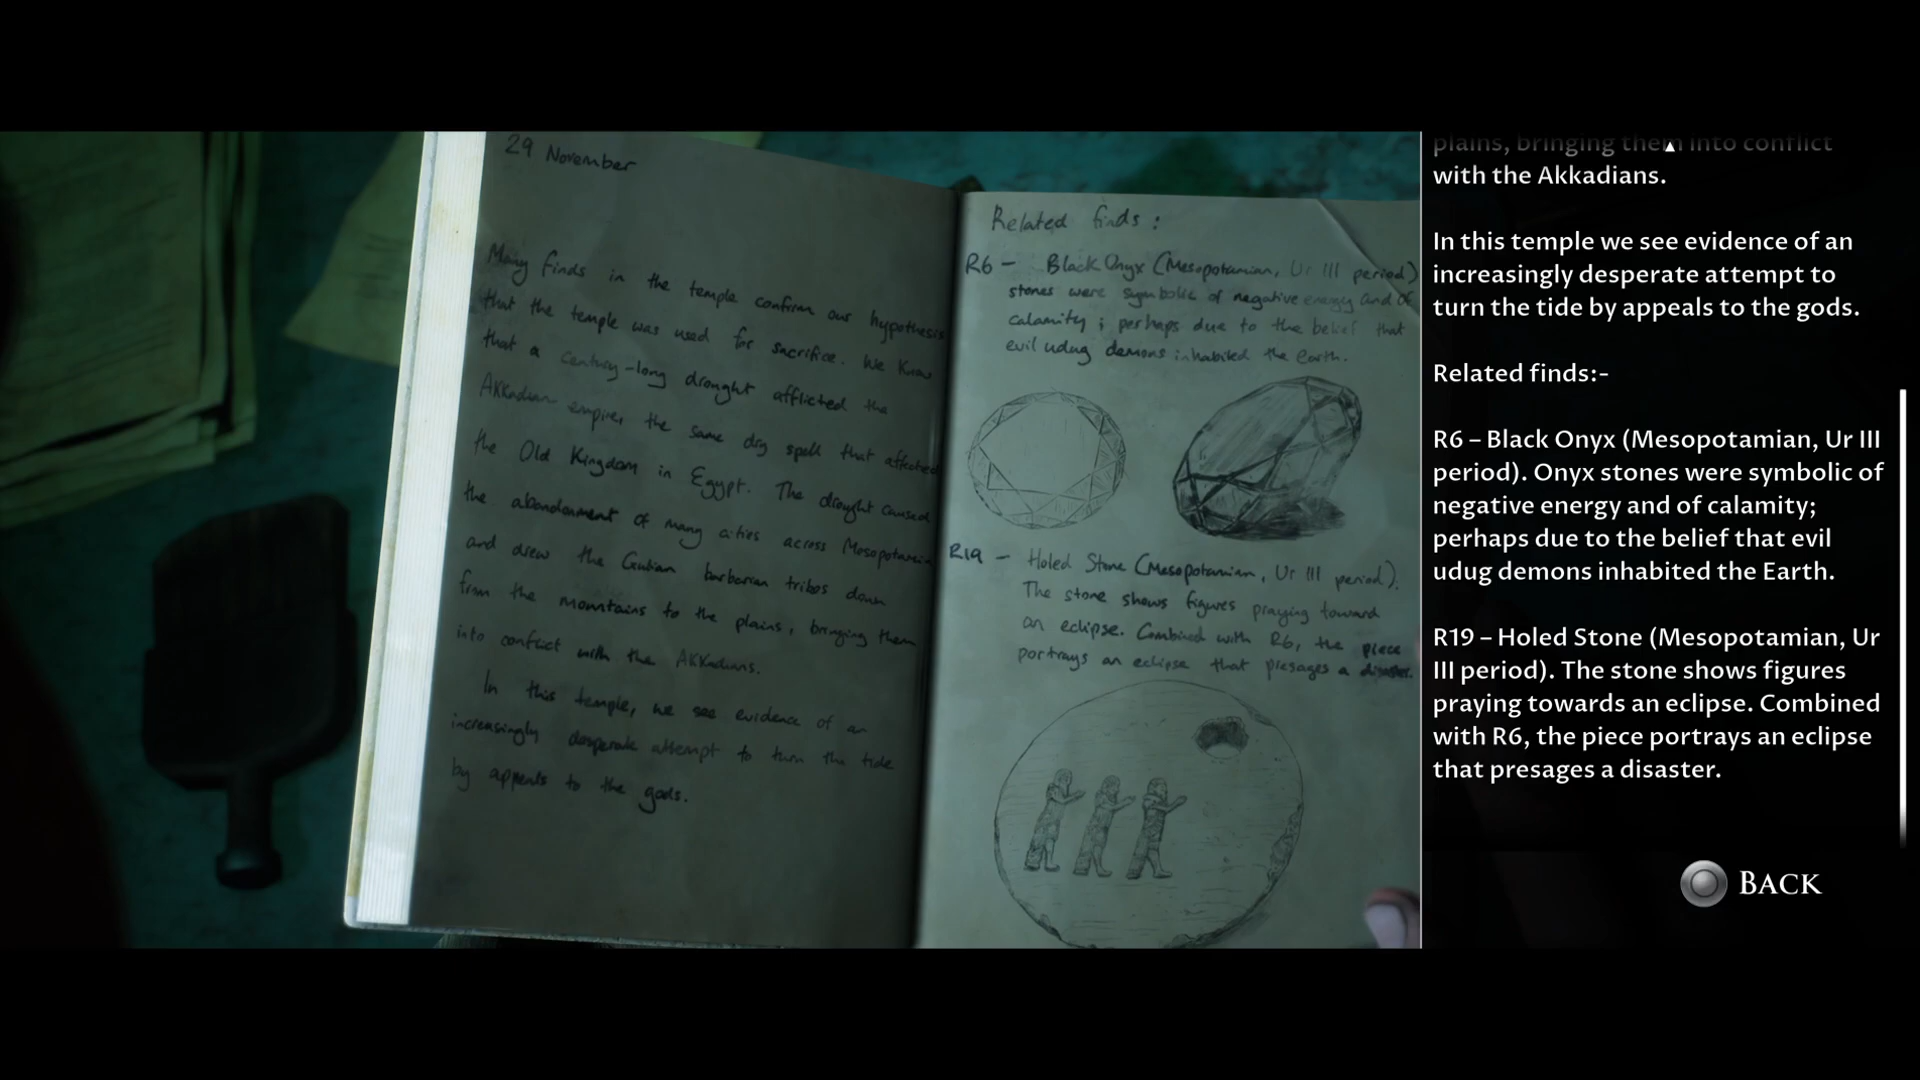 29 November
Many finds in the temple confirm our hypothesis
that the temple was used for sacrifice. We know
that a century-long drought afflicted the
Akkadian empire, the same dry spell that affected
the Old Kingdom in Egypt. The drought caused
the abandonment of many cities across Mesopotamia
and drew the Gutian barbarian tribes down
from the mountains to the plains, bringing them
into conflict with the Akkadians.
In this temple, we see evidence of an
increasingly desperate attempt to turn the tide
by appeals to the gods.
Related finds:
R6 - Black Onyx (Mesopotamian, Ur III period)
stones were symbolic of negative energy and of
calamity; perhaps due to the belief that
evil udug demons inhabited the earth.
R19 - Holed Stone (Mesopotamian, Ur III period).
The stone shows figures praying toward
an eclipse. Combined with R6, the piece
portrays an eclipse that presages a disaster.
plains, bringing them into conflict
with the Akkadians.
In this temple we see evidence of an
increasingly desperate attempt to
turn the tide by appeals to the gods.
Related finds:-
R6 – Black Onyx (Mesopotamian, Ur III
period). Onyx stones were symbolic of
negative energy and of calamity;
perhaps due to the belief that evil
udug demons inhabited the Earth.
R19 – Holed Stone (Mesopotamian, Ur
III period). The stone shows figures
praying towards an eclipse. Combined
with R6, the piece portrays an eclipse
that presages a disaster.
BACK